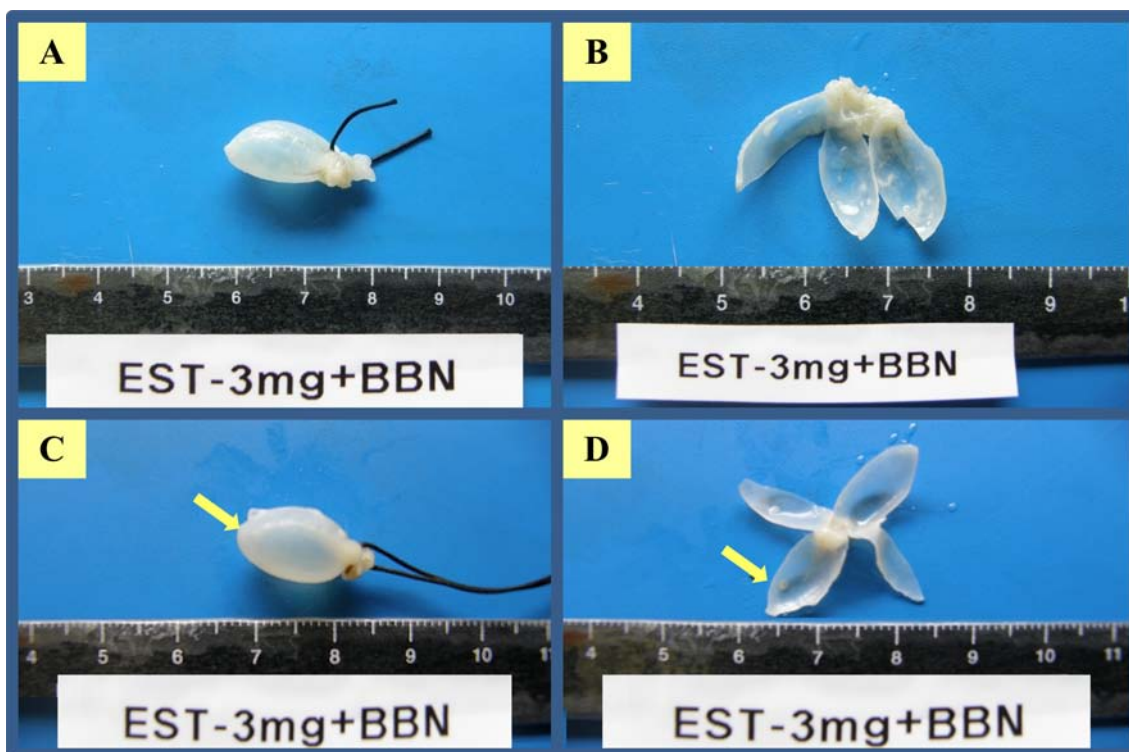 A
3 4 5 6 7 8 9 10
EST-3mg+BBN
B
4 5 6 7 8 9 1
EST-3mg+BBN
C
4 5 6 7 8 9 10 11
EST-3mg+BBN
D
4 5 6 7 8 9 10 11
EST-3mg+BBN